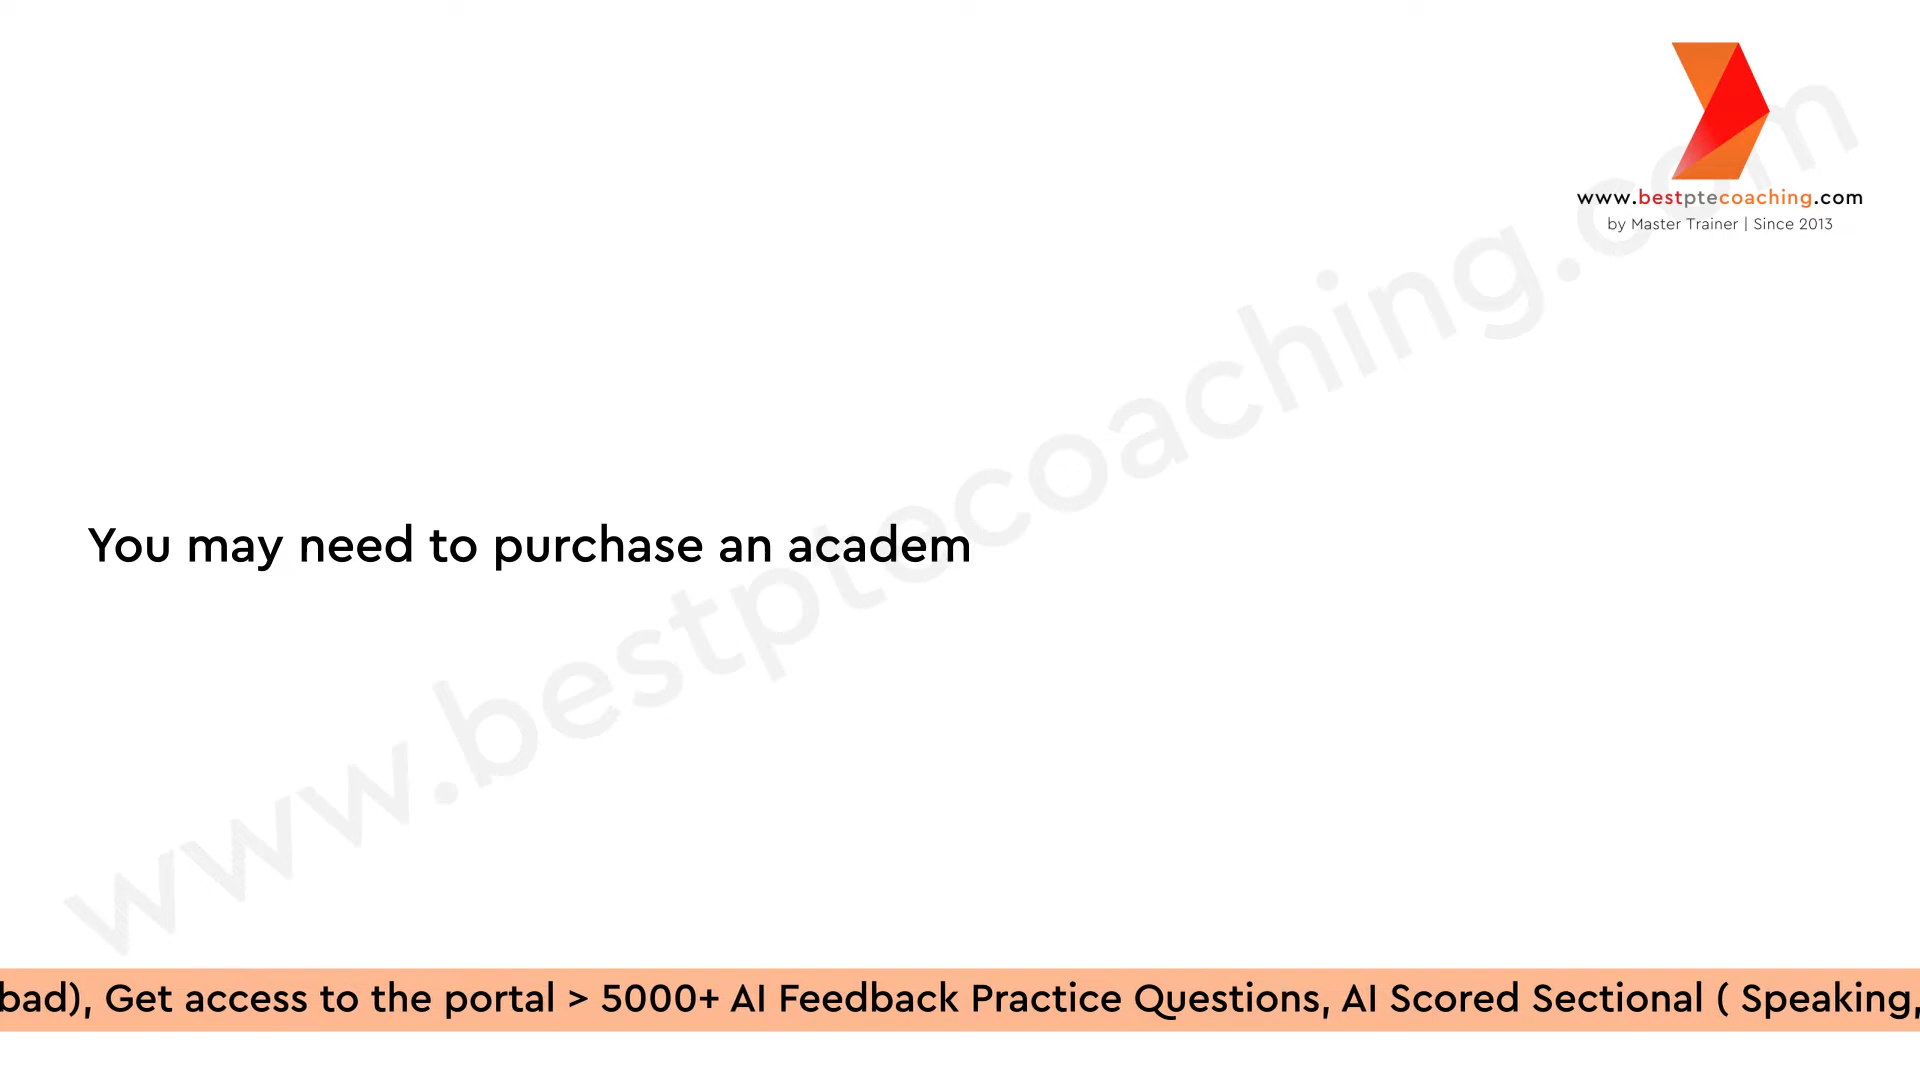 www.bestptecoaching.com
by Master Trainer | Since 2013
www.bestptecoaching.com
You may need to purchase an academ
bad), Get access to the portal > 5000+ AI Feedback Practice Questions, AI Scored Sectional ( Speaking,